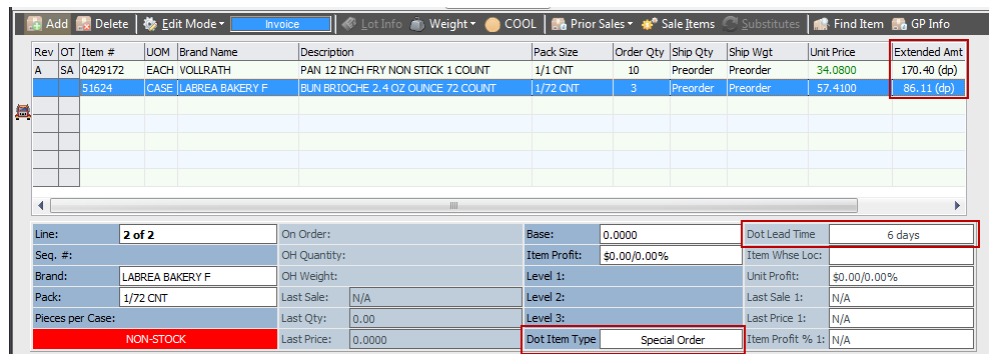 Add Delete Edit Mode Invoice Lot Info Weight COOL Prior Sales Sale Items Substitutes Find Item GP Info
Rev OT Item # UOM Brand Name Description Pack Size Order Qty Ship Qty Ship Wgt Unit Price Extended Amt
A SA 0429172 EACH VOLLRATH PAN 12 INCH FRY NON STICK 1 COUNT 1/1 CNT 10 Preorder Preorder 34.0800 170.40 (dp)
51624 CASE LABREA BAKERY F BUN BRIOCHE 2.4 OZ OUNCE 72 COUNT 1/72 CNT 3 Preorder Preorder 57.4100 86.11 (dp)
Line: 2 of 2 On Order: Base: 0.0000 Dot Lead Time 6 days
Seq. #: OH Quantity: Item Profit: $0.00/0.00% Item Whse Loc:
Brand: LABREA BAKERY F OH Weight: Level 1: Unit Profit: $0.00/0.00%
Pack: 1/72 CNT Last Sale: N/A Level 2: Last Sale 1: N/A
Pieces per Case: Last Qty: 0.00 Level 3: Last Price 1: N/A
NON-STOCK Last Price: 0.0000 Dot Item Type Special Order Item Profit % 1: N/A